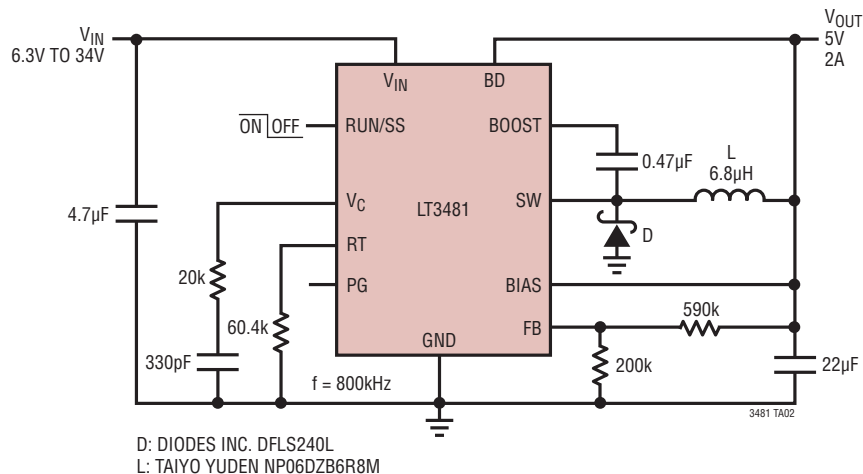 VIN
6.3V TO 34V
VOUT
5V
2A
VIN
BD
ON OFF
RUN/SS
BOOST
0.47µF
L
6.8µH
4.7µF
VC
LT3481
SW
D
RT
20k
PG
BIAS
590k
60.4k
FB
GND
330pF
f = 800kHz
200k
22µF
3481 TA02
D: DIODES INC. DFLS240L
L: TAIYO YUDEN NP06DZB6R8M